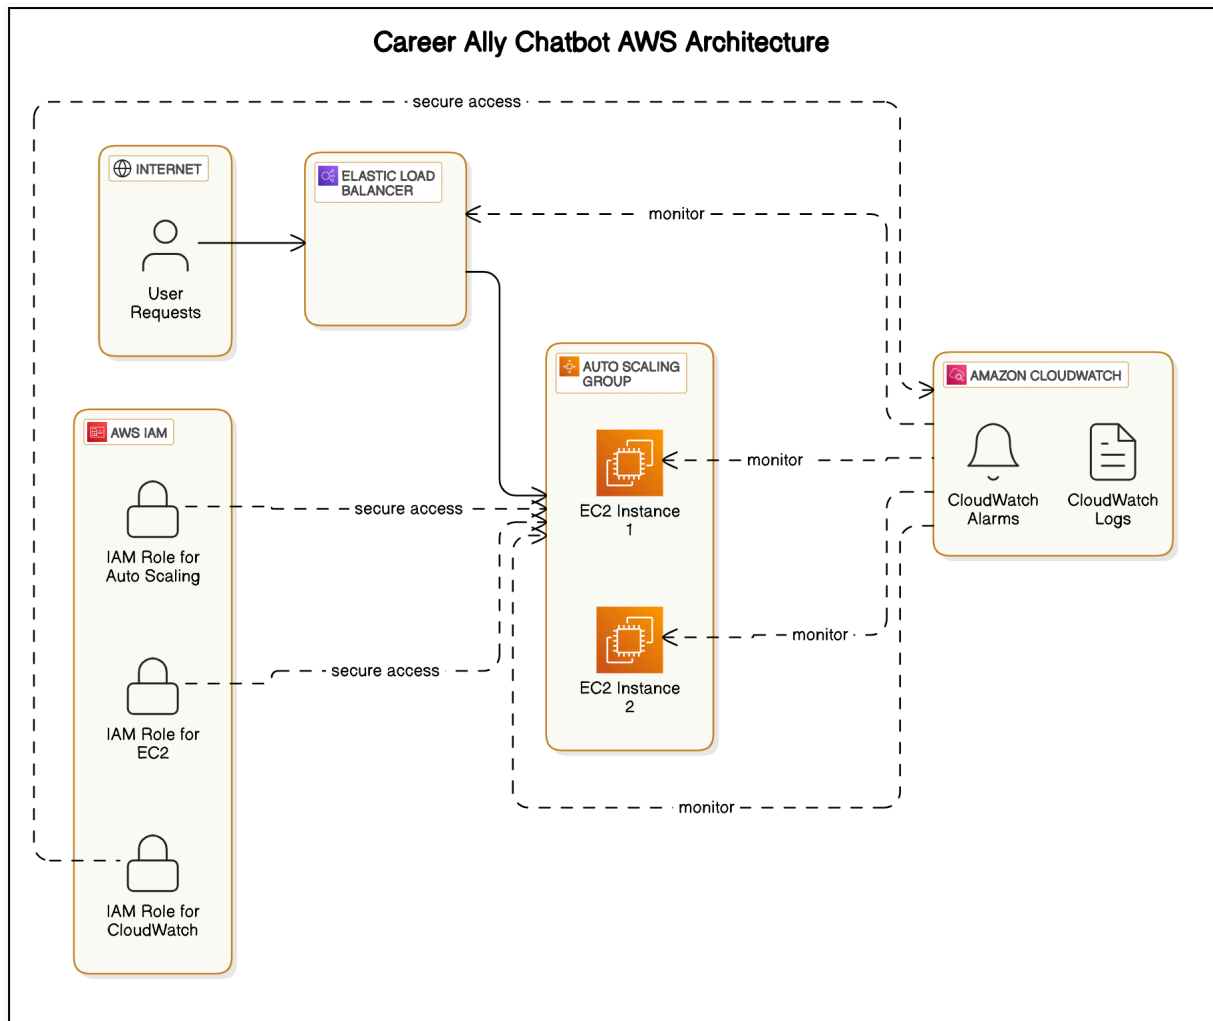 Career Ally Chatbot AWS Architecture
secure access
INTERNET
User
Requests
ELASTIC LOAD
BALANCER
monitor
AUTO SCALING
GROUP
EC2 Instance
1
EC2 Instance
2
monitor
monitor
monitor
AMAZON CLOUDWATCH
CloudWatch
Alarms
CloudWatch
Logs
AWS IAM
IAM Role for
Auto Scaling
secure access
IAM Role for
EC2
secure access
IAM Role for
CloudWatch